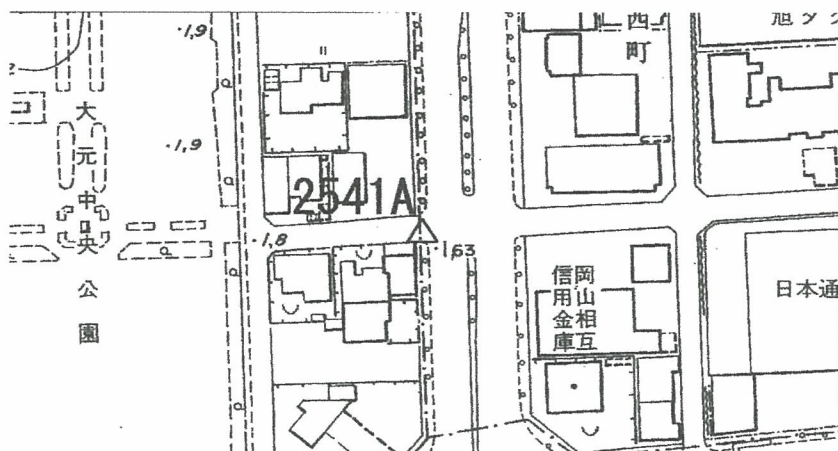 ・1,9
西町
旭タク
大元中央公園
・1,9
2541A
・1,8
・1,63
岡山相互
信用金庫
日本通